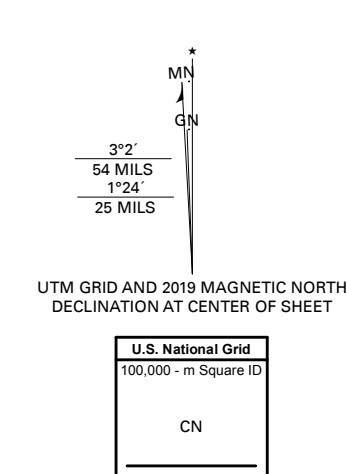 ★
MN
GN
3°2´
54 MILS
1°24´
25 MILS
UTM GRID AND 2019 MAGNETIC NORTH
DECLINATION AT CENTER OF SHEET
U.S. National Grid
100,000 - m Square ID
CN